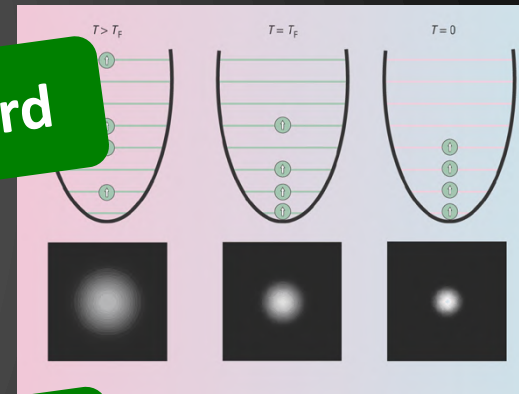 T > T_F
T = T_F
T = 0
rd